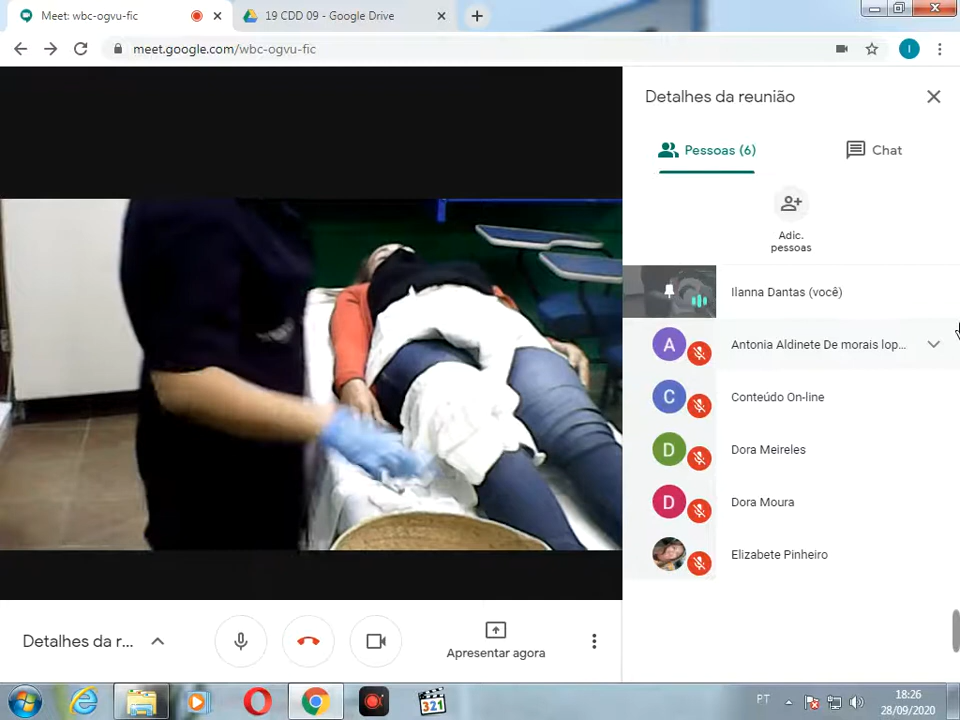 Meet: wbc-ogvu-fic
19 CDD 09 - Google Drive
meet.google.com/wbc-ogvu-fic
I
Detalhes da reunião
Pessoas (6)
Chat
Adic.
pessoas
Ilanna Dantas (você)
A
Antonia Aldinete De morais lop...
C
Conteúdo On-line
D
Dora Meireles
D
Dora Moura
Elizabete Pinheiro
Detalhes da r...
Apresentar agora
321
PT
18:26
28/09/2020